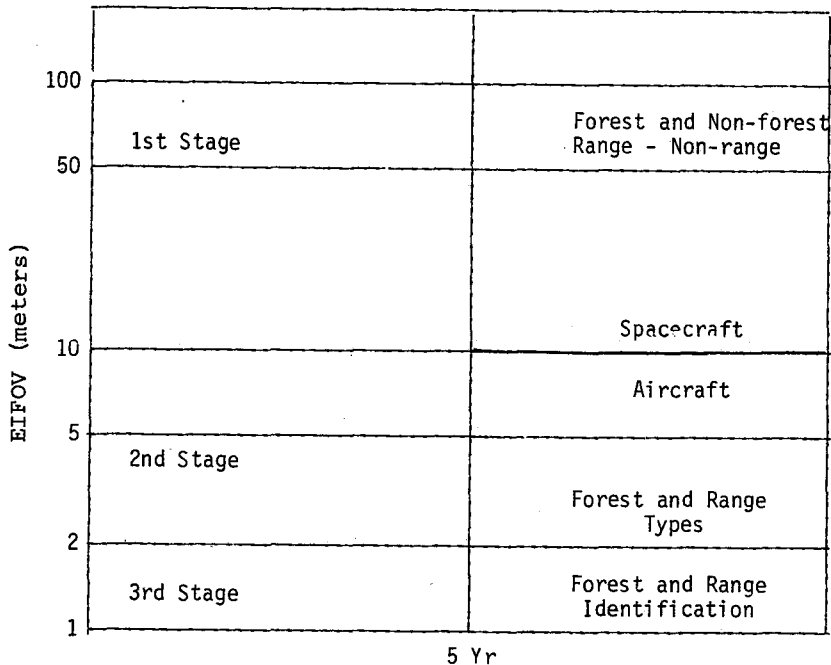 100
Forest and Non-forest
1st Stage
Range - Non-range
50
EIFOV (meters)
Spacecraft
10
Aircraft
5
2nd Stage
Forest and Range
Types
2
3rd Stage
Forest and Range
Identification
1
5 Yr